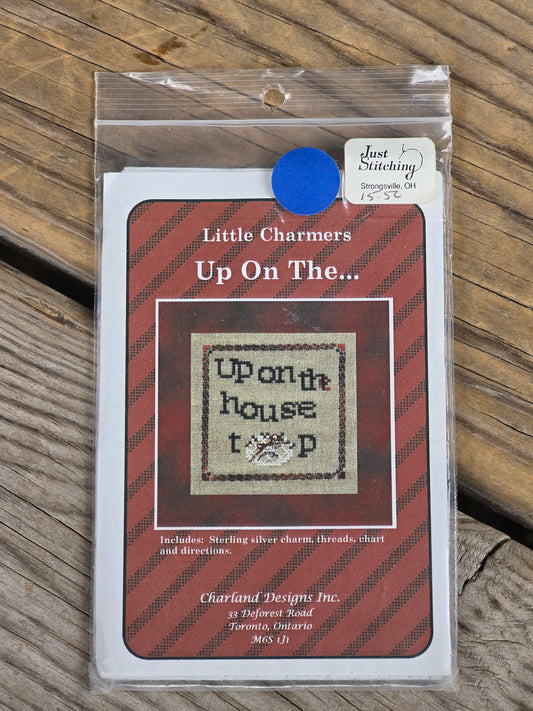 Just
Stitching
Strongsville, OH
15.50
Little Charmers
Up On The...
up on the
house
t p
Includes: Sterling silver charm, threads, chart
and directions.
Charland Designs Inc.
33 Deforest Road
Toronto, Ontario
M6S 1J1